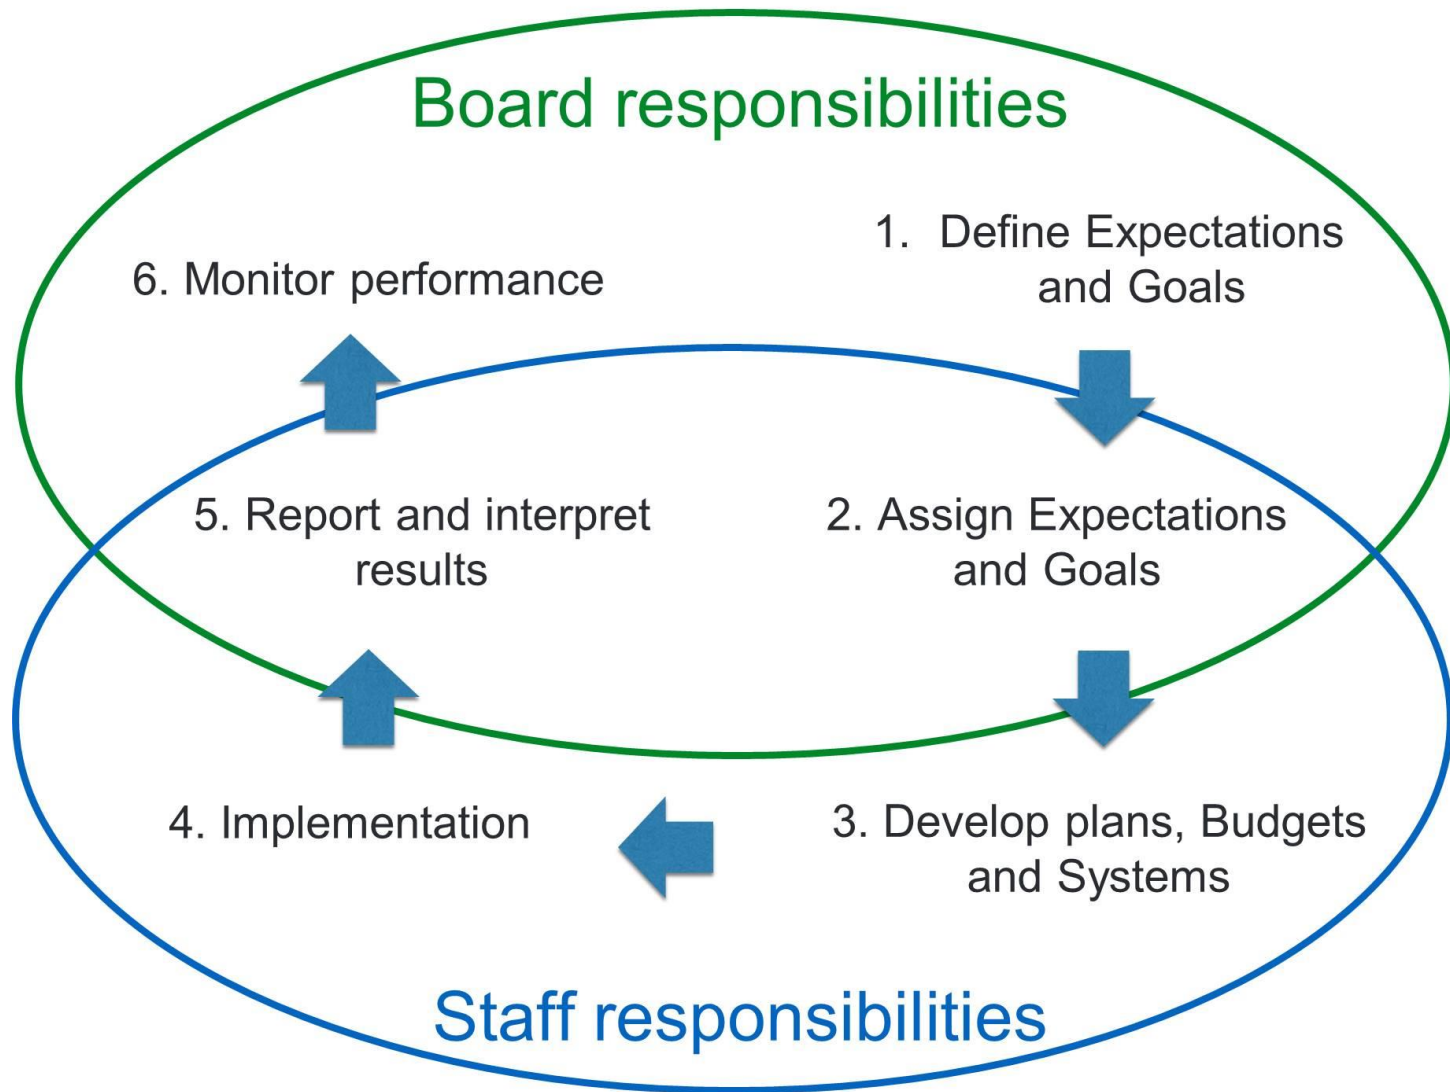 Board responsibilities
1. Define Expectations
and Goals
6. Monitor performance
5. Report and interpret
results
2. Assign Expectations
and Goals
4. Implementation
3. Develop plans, Budgets
and Systems
Staff responsibilities